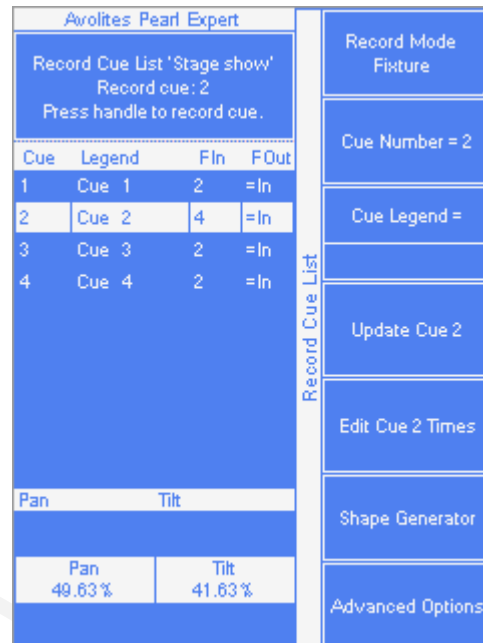 Avolites Pearl Expert
Record Cue List 'Stage show'
Record cue: 2
Press handle to record cue.
Cue Legend FIn FOut
1 Cue 1 2 =In
2 Cue 2 4 =In
3 Cue 3 2 =In
4 Cue 4 2 =In
Pan Tilt
Pan Tilt
49.63% 41.63%
Record Cue List
Record Mode
Fixture
Cue Number = 2
Cue Legend =
Update Cue 2
Edit Cue 2 Times
Shape Generator
Advanced Options